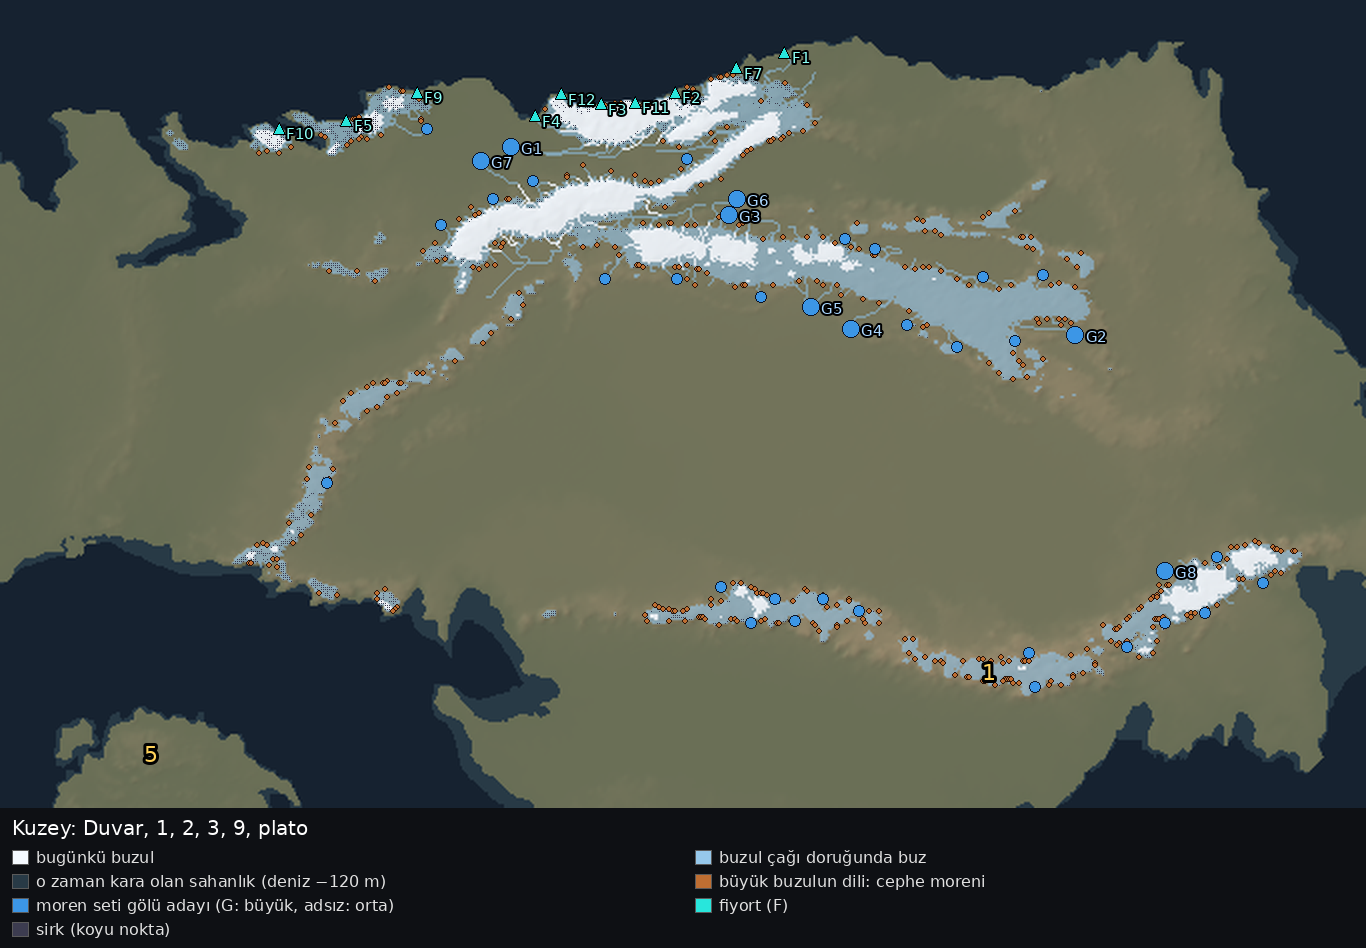 F1
F7
F9
F12
F2
F3
F11
F4
F5
F10
G1
G7
G6
G3
G5
G4
G2
G8
1
5
Kuzey: Duvar, 1, 2, 3, 9, plato
bugünkü buzul
buzul çağı doruğunda buz
o zaman kara olan sahanlık (deniz −120 m)
büyük buzulun dili: cephe moreni
moren seti gölü adayı (G: büyük, adsız: orta)
fiyort (F)
sirk (koyu nokta)